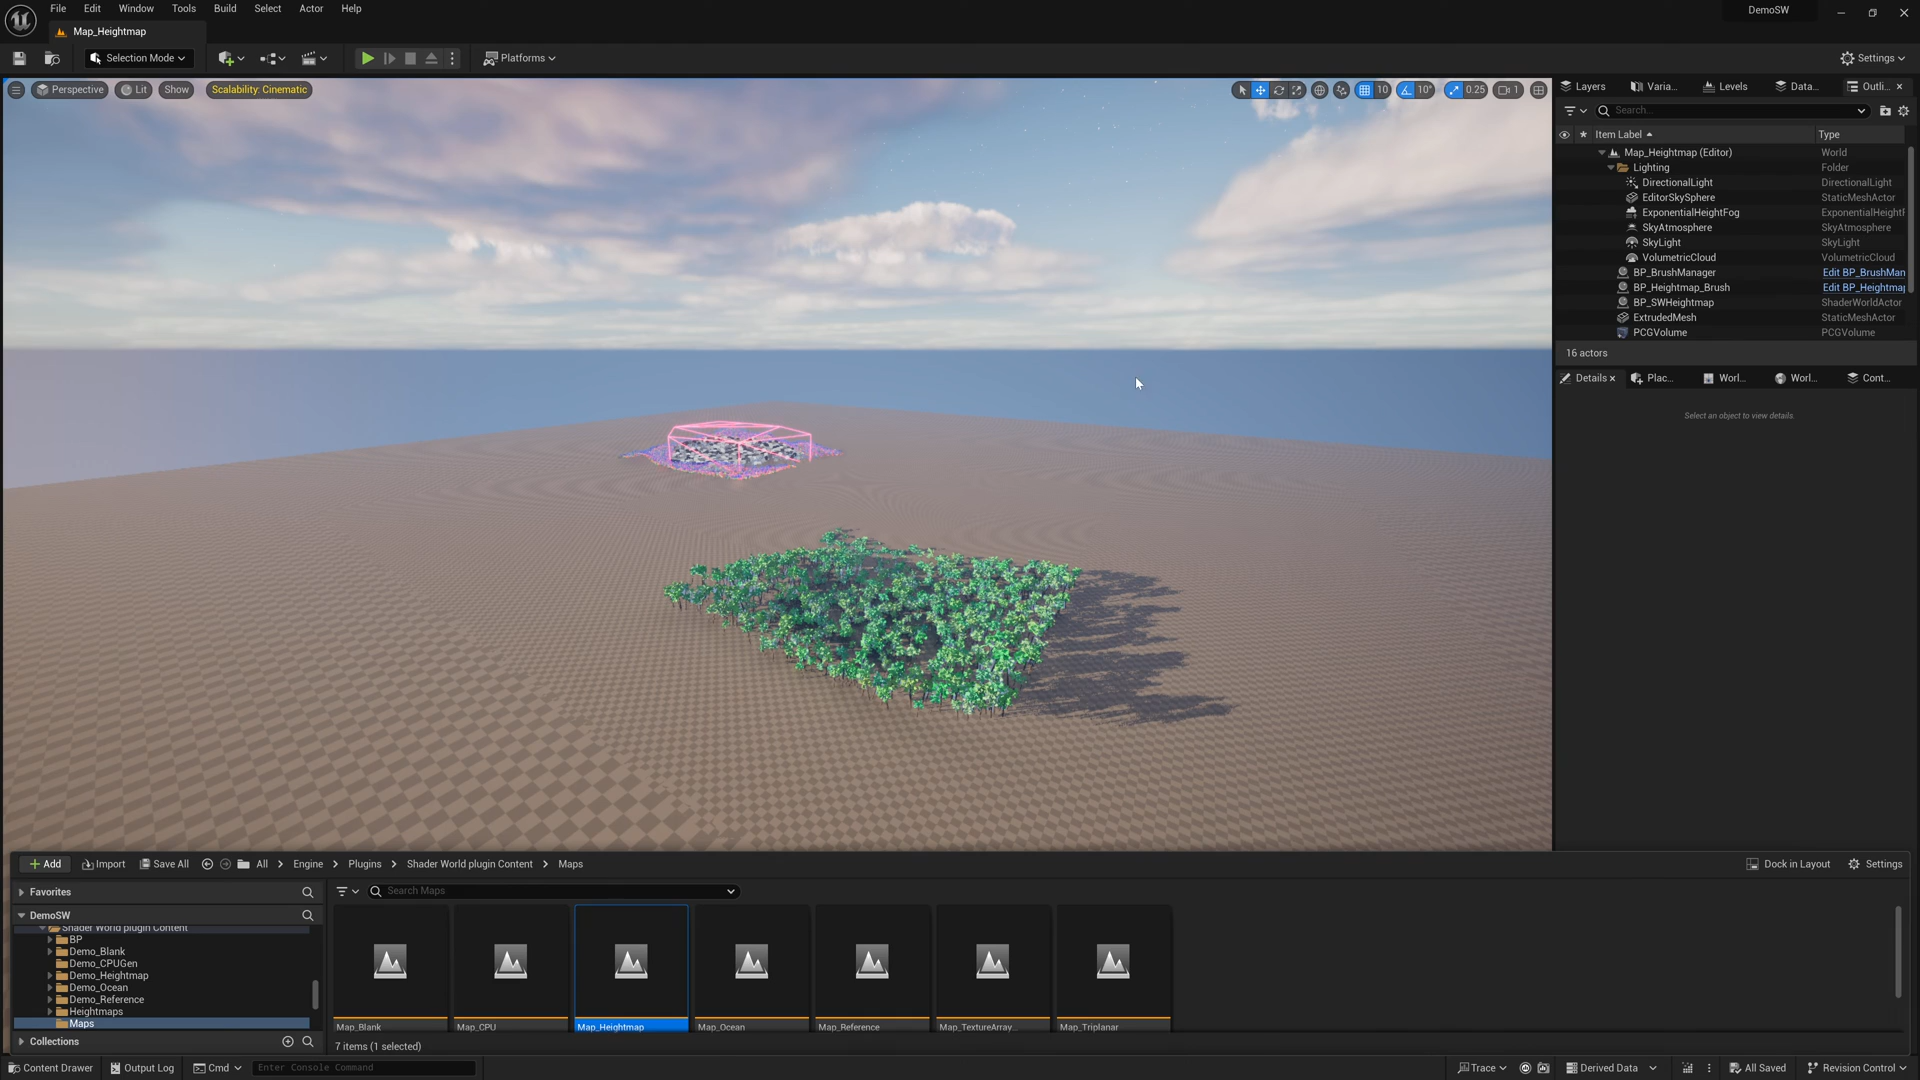 File Edit Window Tools Build Select Actor Help
DemoSW
Map_Heightmap
Selection Mode
Platforms
Settings
Perspective Lit Show Scalability: Cinematic
10 10° 0.25 1
Layers Varia... Levels Data... Outli...
Search...
Item Label Type
Map_Heightmap (Editor) World
Lighting Folder
DirectionalLight DirectionalLight
EditorSkySphere StaticMeshActor
ExponentialHeightFog ExponentialHeightF
SkyAtmosphere SkyAtmosphere
SkyLight SkyLight
VolumetricCloud VolumetricCloud
BP_BrushManager Edit BP_BrushMan
BP_Heightmap_Brush Edit BP_Heightmap
BP_SWHeightmap ShaderWorldActor
ExtrudedMesh StaticMeshActor
PCGVolume PCGVolume
16 actors
Details Plac... Worl... Worl... Cont...
Select an object to view details.
Add Import Save All All Engine Plugins Shader World plugin Content Maps
Dock in Layout Settings
Favorites
Search Maps
DemoSW
Shader World plugin Content
BP
Demo_Blank
Demo_CPUGen
Demo_Heightmap
Demo_Ocean
Demo_Reference
Heightmaps
Maps
Map_Blank Map_CPU Map_Heightmap Map_Ocean Map_Reference Map_TextureArray... Map_Triplanar
Collections
7 items (1 selected)
Content Drawer Output Log Cmd Enter Console Command
Trace Derived Data All Saved Revision Control